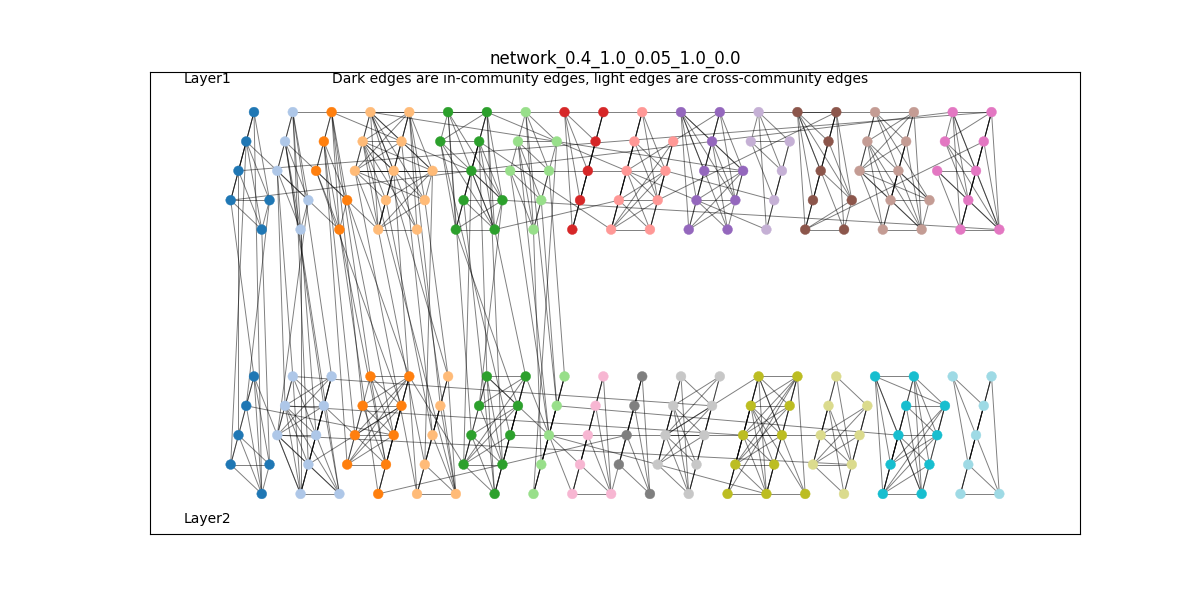 network_0.4_1.0_0.05_1.0_0.0
Layer1
Dark edges are in-community edges, light edges are cross-community edges
Layer2